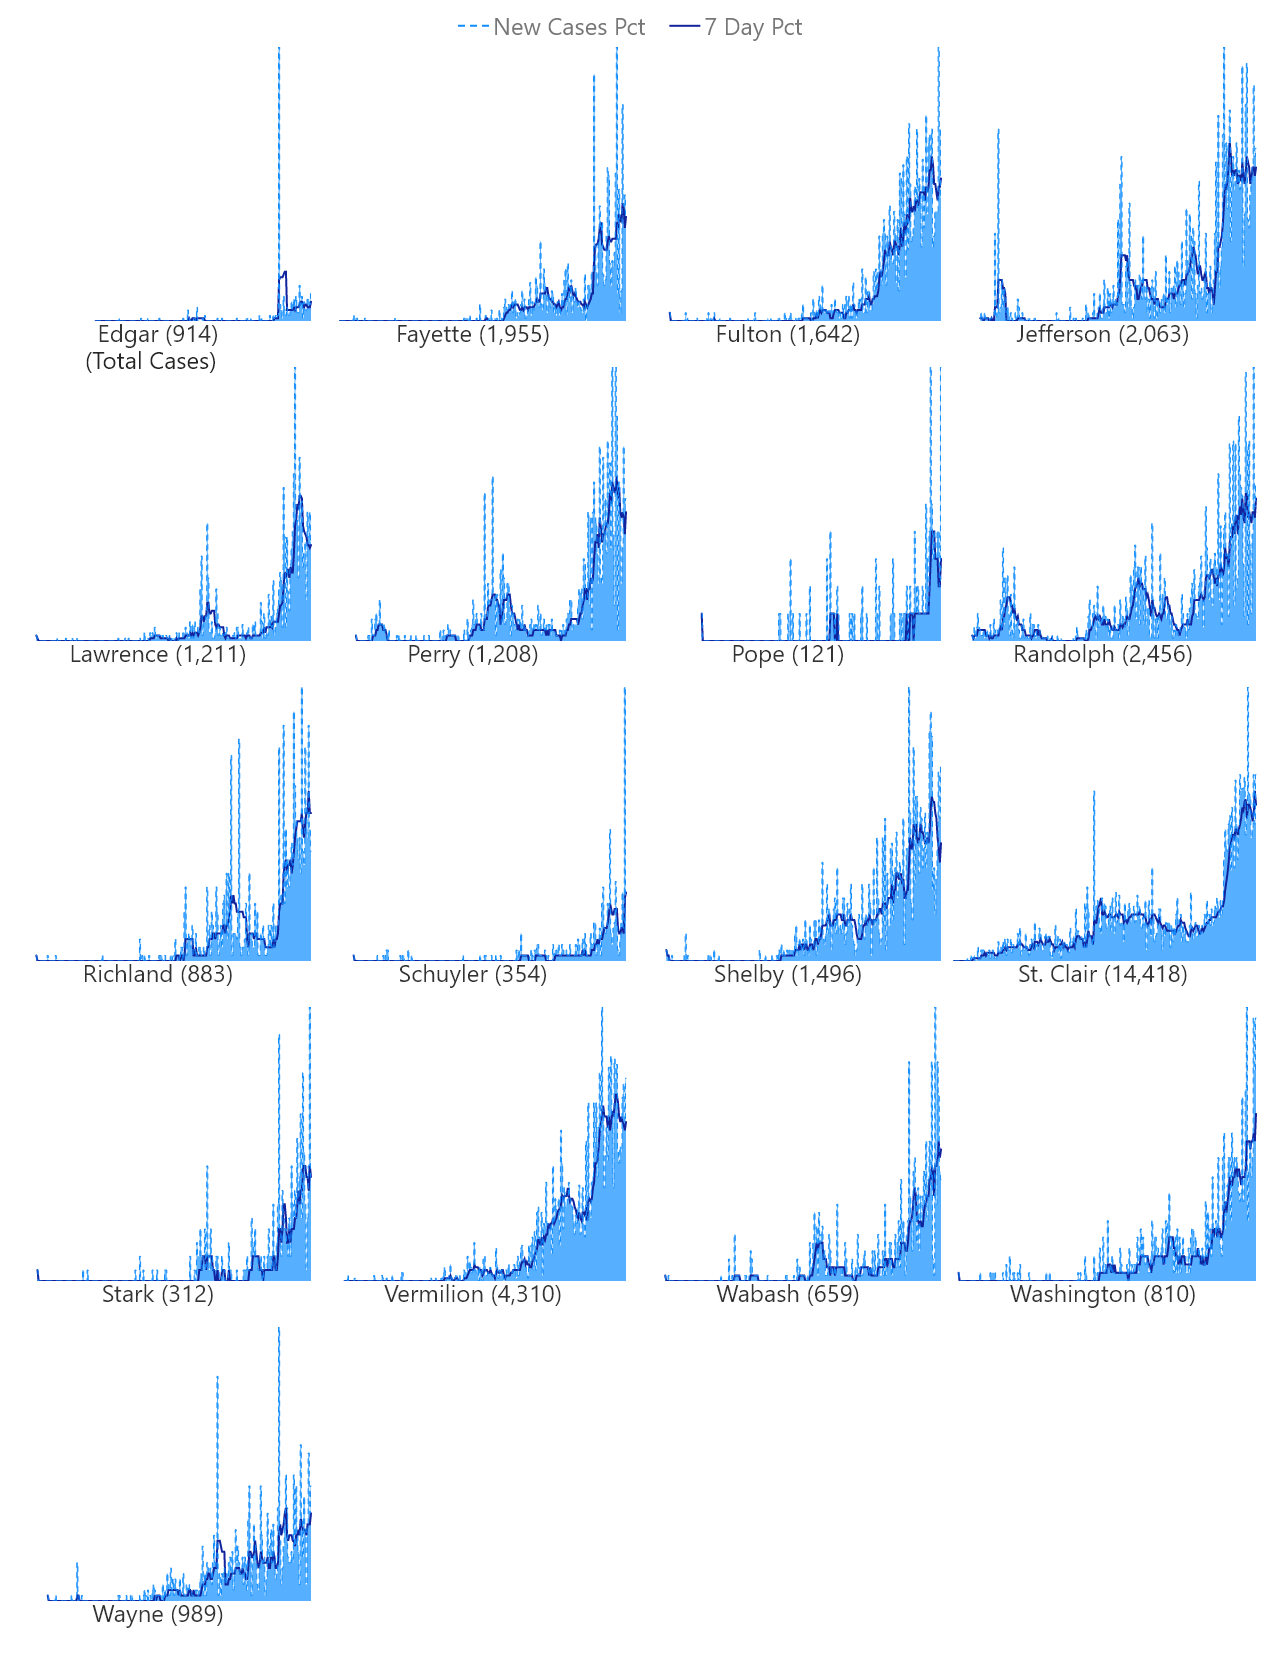 New Cases Pct 7 Day Pct
Edgar (914)
(Total Cases)
Fayette (1,955)
Fulton (1,642)
Jefferson (2,063)
Lawrence (1,211)
Perry (1,208)
Pope (121)
Randolph (2,456)
Richland (883)
Schuyler (354)
Shelby (1,496)
St. Clair (14,418)
Stark (312)
Vermilion (4,310)
Wabash (659)
Washington (810)
Wayne (989)